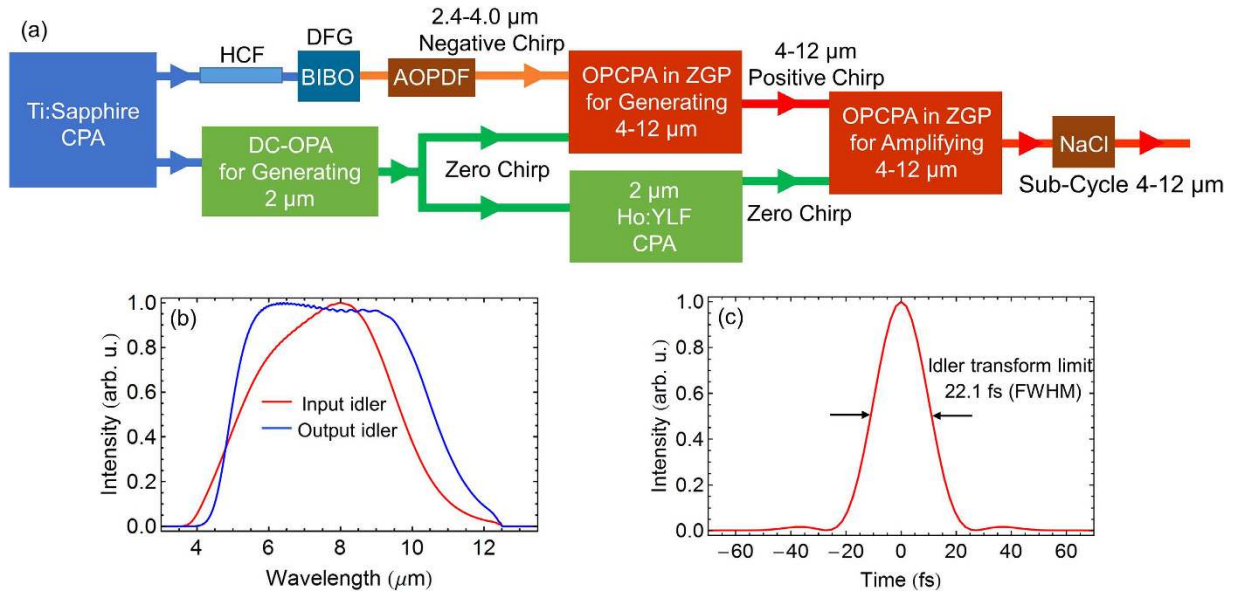 (a)
Ti:Sapphire
CPA
HCF
DFG
BIBO
AOPDF
2.4-4.0 μm
Negative Chirp
OPCPA in ZGP
for Generating
4-12 μm
4-12 μm
Positive Chirp
OPCPA in ZGP
for Amplifying
4-12 μm
NaCl
Sub-Cycle 4-12 μm
DC-OPA
for Generating
2 μm
Zero Chirp
2 μm
Ho:YLF
CPA
Zero Chirp
(b)
Intensity (arb. u.)
1.0
0.8
0.6
0.4
0.2
0.0
Input idler
Output idler
4 6 8 10 12
Wavelength (μm)
(c)
Intensity (arb. u.)
1.0
0.8
0.6
0.4
0.2
0.0
Idler transform limit
22.1 fs (FWHM)
−60 −40 −20 0 20 40 60
Time (fs)